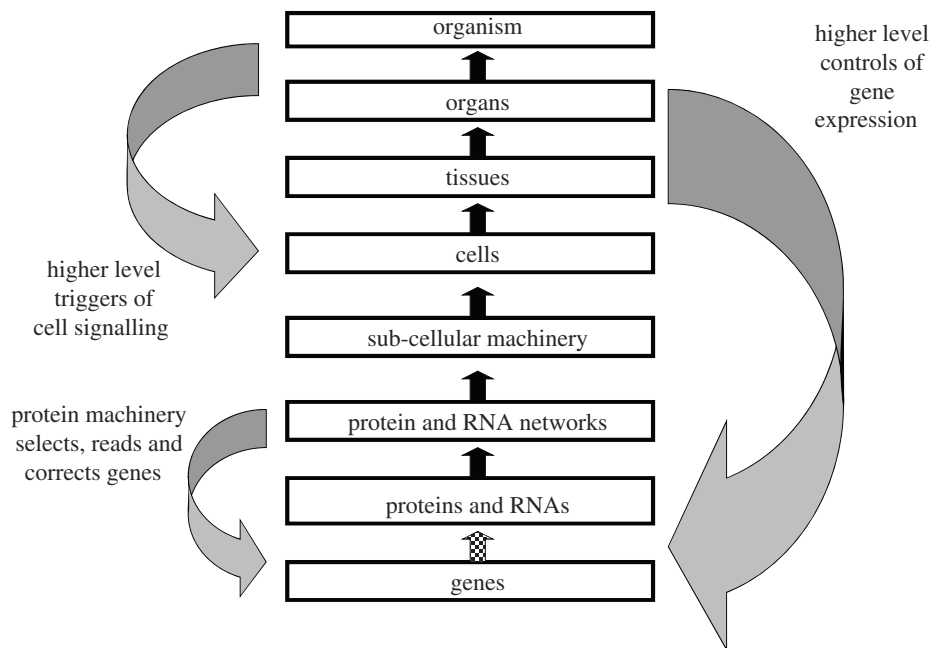 organism
organs
tissues
cells
sub-cellular machinery
protein and RNA networks
proteins and RNAs
genes
higher level
triggers of
cell signalling
protein machinery
selects, reads and
corrects genes
higher level
controls of
gene
expression